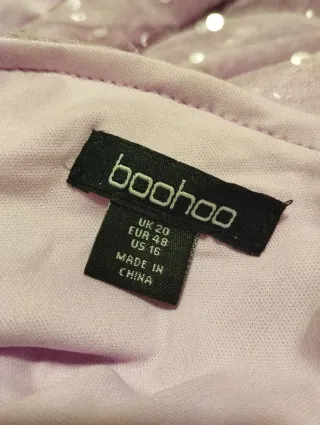 boohoo
UK 20
EUR 48
US 16
MADE IN
CHINA